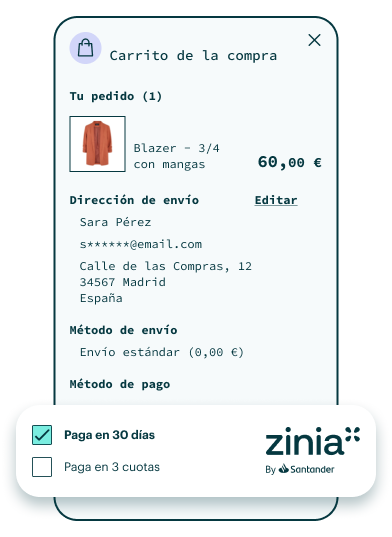 Carrito de la compra
Tu pedido (1)
Blazer - 3/4
con mangas
60,00 €
Dirección de envío
Editar
Sara Pérez
s******@email.com
Calle de las Compras, 12
34567 Madrid
España
Método de envío
Envío estándar (0,00 €)
Método de pago
Paga en 30 días
Paga en 3 cuotas
zinia
By Santander